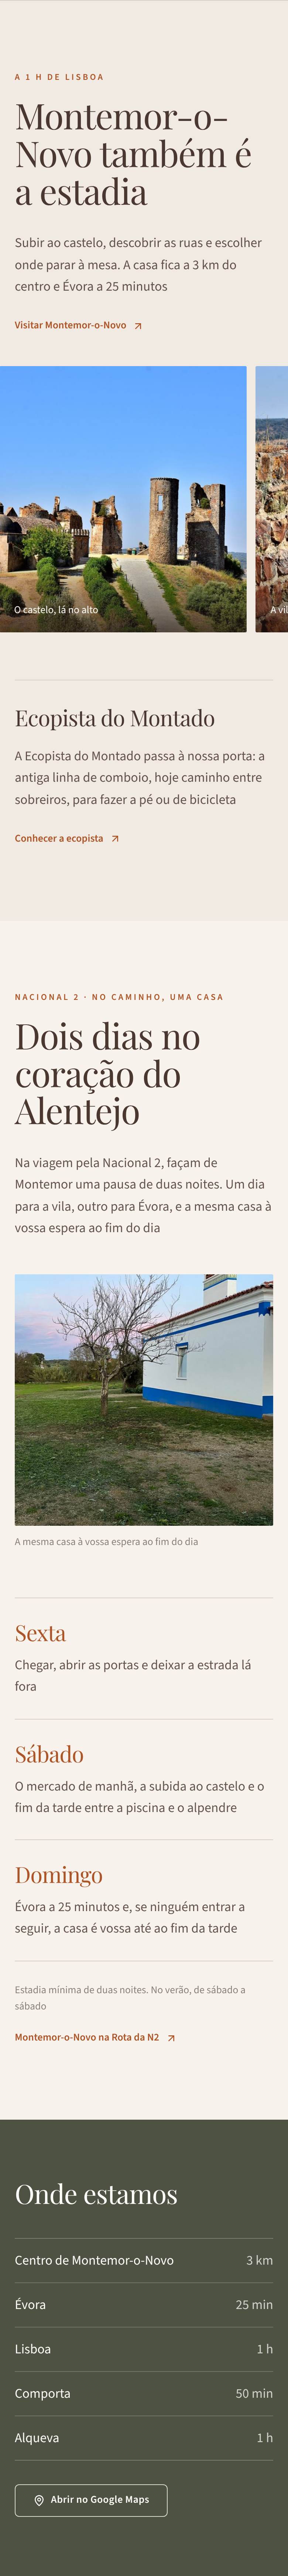 A 1 H DE LISBOA
Montemor-o-
Novo também é
a estadia
Subir ao castelo, descobrir as ruas e escolher
onde parar à mesa. A casa fica a 3 km do
centro e Évora a 25 minutos
Visitar Montemor-o-Novo
O castelo, lá no alto
A vil
Ecopista do Montado
A Ecopista do Montado passa à nossa porta: a
antiga linha de comboio, hoje caminho entre
sobreiros, para fazer a pé ou de bicicleta
Conhecer a ecopista
NACIONAL 2 · NO CAMINHO, UMA CASA
Dois dias no
coração do
Alentejo
Na viagem pela Nacional 2, façam de
Montemor uma pausa de duas noites. Um dia
para a vila, outro para Évora, e a mesma casa à
vossa espera ao fim do dia
A mesma casa à vossa espera ao fim do dia
Sexta
Chegar, abrir as portas e deixar a estrada lá
fora
Sábado
O mercado de manhã, a subida ao castelo e o
fim da tarde entre a piscina e o alpendre
Domingo
Évora a 25 minutos e, se ninguém entrar a
seguir, a casa é vossa até ao fim da tarde
Estadia mínima de duas noites. No verão, de sábado a
sábado
Montemor-o-Novo na Rota da N2
Onde estamos
Centro de Montemor-o-Novo 3 km
Évora 25 min
Lisboa 1 h
Comporta 50 min
Alqueva 1 h
Abrir no Google Maps